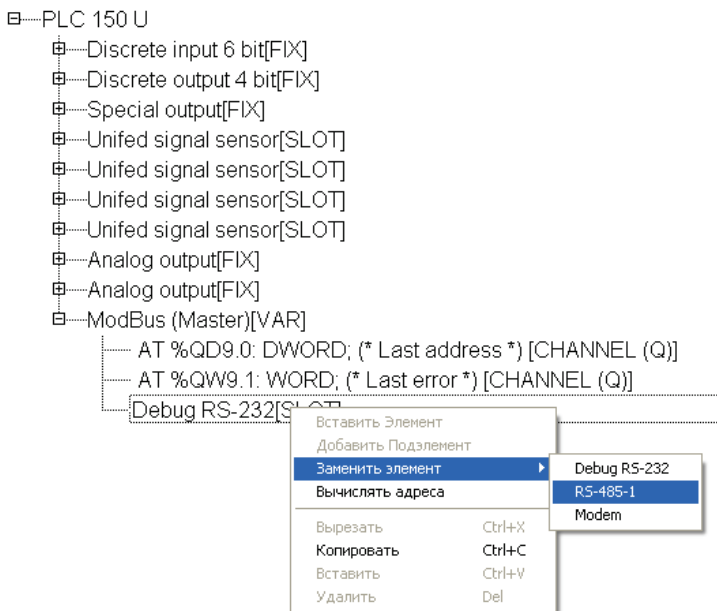 PLC 150 U
Discrete input 6 bit[FIX]
Discrete output 4 bit[FIX]
Special output[FIX]
Unifed signal sensor[SLOT]
Unifed signal sensor[SLOT]
Unifed signal sensor[SLOT]
Unifed signal sensor[SLOT]
Analog output[FIX]
Analog output[FIX]
ModBus (Master)[VAR]
AT %QD9.0: DWORD; (* Last address *) [CHANNEL (Q)]
AT %QW9.1: WORD; (* Last error *) [CHANNEL (Q)]
Debug RS-232[SLOT]
Вставить Элемент
Добавить Подэлемент
Заменить элемент
Debug RS-232
Вычислять адреса
RS-485-1
Modem
Вырезать Ctrl+X
Копировать Ctrl+C
Вставить Ctrl+V
Удалить Del